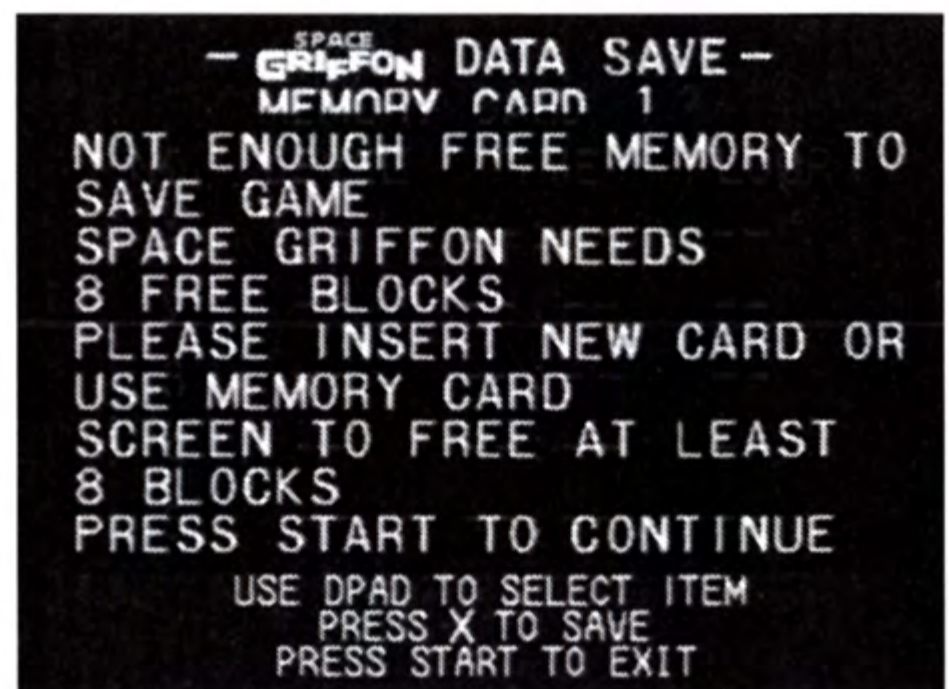 - SPACE GRIFFON DATA SAVE -
MEMORY CARD 1
NOT ENOUGH FREE MEMORY TO
SAVE GAME
SPACE GRIFFON NEEDS
8 FREE BLOCKS
PLEASE INSERT NEW CARD OR
USE MEMORY CARD
SCREEN TO FREE AT LEAST
8 BLOCKS
PRESS START TO CONTINUE
USE DPAD TO SELECT ITEM
PRESS X TO SAVE
PRESS START TO EXIT